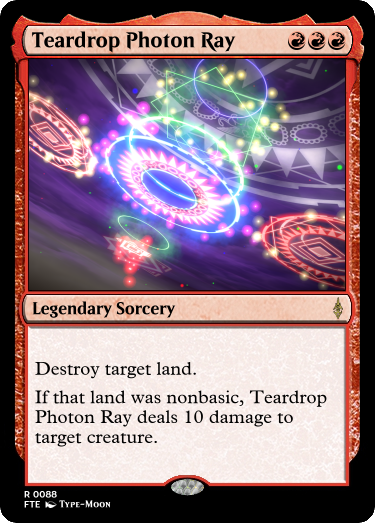 Teardrop Photon Ray
Legendary Sorcery
Destroy target land.
If that land was nonbasic, Teardrop
Photon Ray deals 10 damage to
target creature.
R 0088
FTE Type-Moon